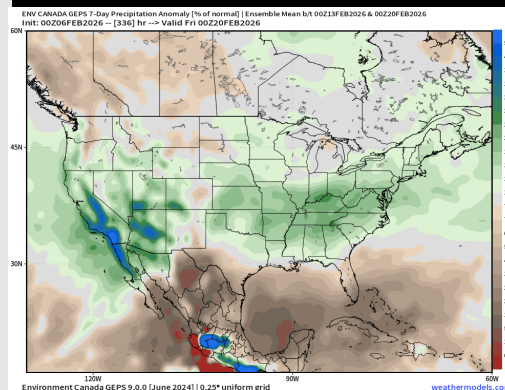 ENV CANADA GEPS 7-Day Precipitation Anomaly [% of normal] | Ensemble Mean b/t 00Z13FEB2026 & 00Z20FEB2026
Init: 00Z06FEB2026 -- [336] hr --> Valid Fri 00Z20FEB2026
60N
45N
30N
120W
90W
60W
Environment Canada GEPS 9.0.0 [June 2024] | 0.25° uniform grid
weathermodels.co